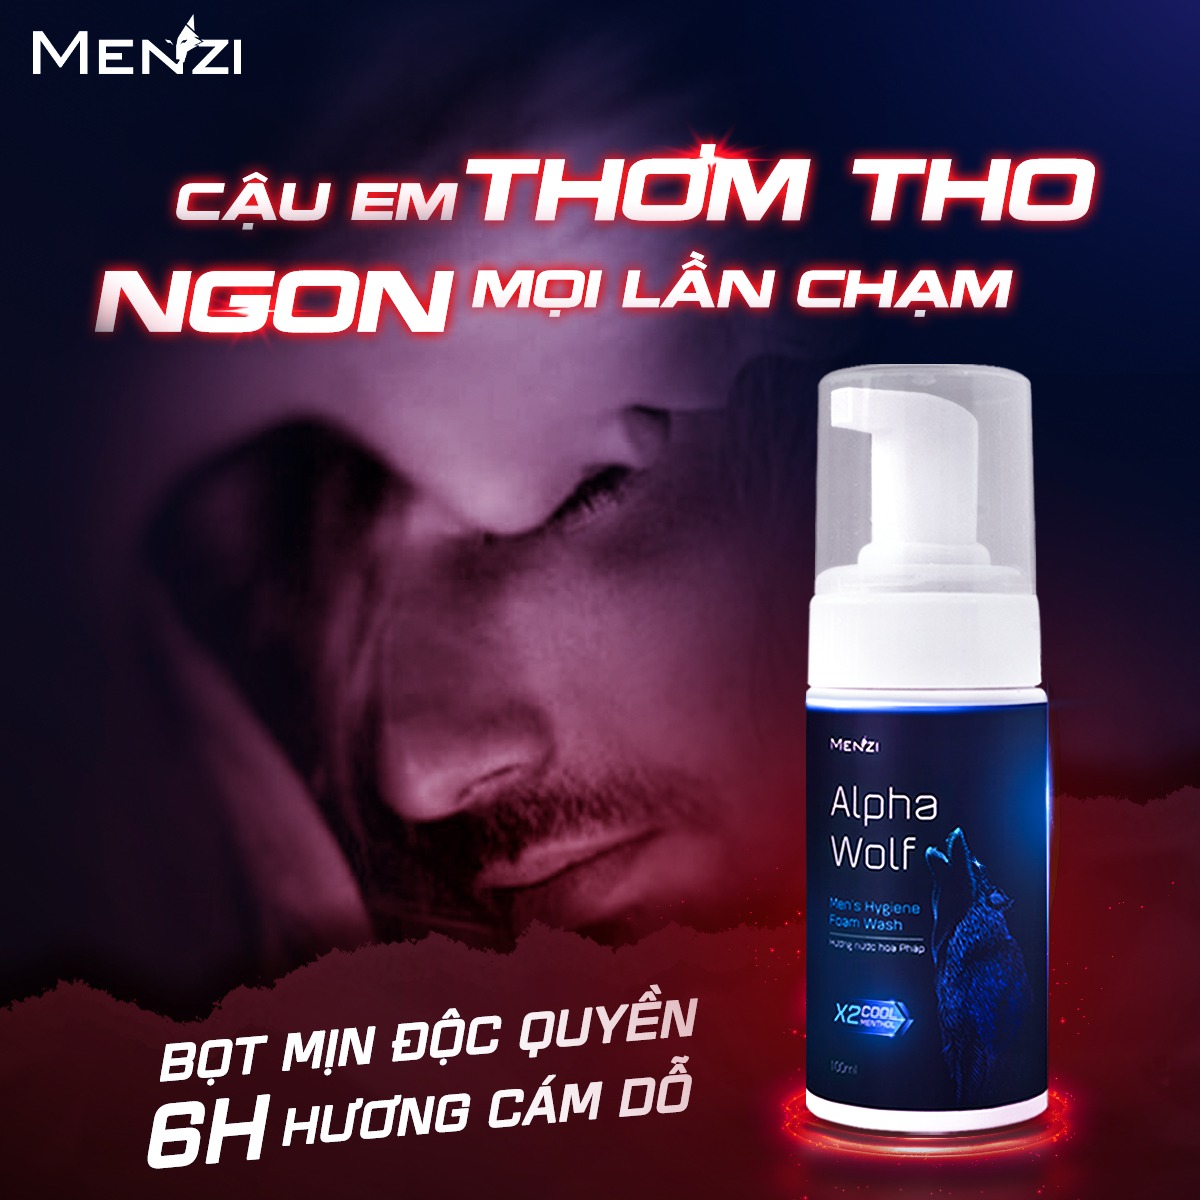 MENZI
CẬU EM THƠM THO
NGON MỌI LẦN CHẠM
MENZI
Alpha
Wolf
Men's Hygiene
Foam Wash
Hương nước hoa Pháp
X2 COOL
MENTHOL
100ml
BỌT MỊN ĐỘC QUYỀN
6H HƯƠNG CÁM DỖ